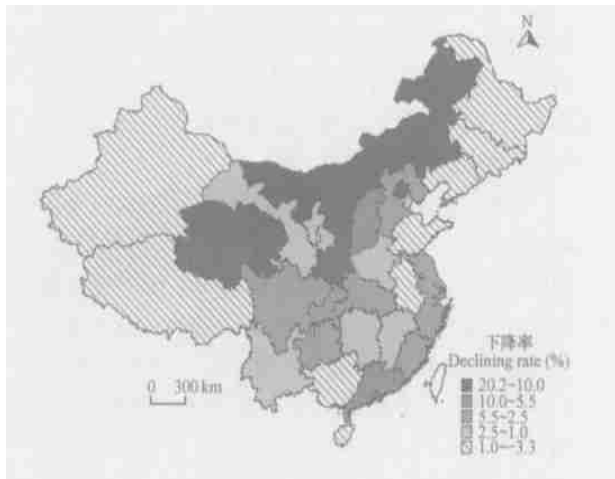 N
下降率
Declining rate (%)
20.2~10.0
10.0~5.5
5.5~2.5
2.5~1.0
1.0~-3.3
0 300 km